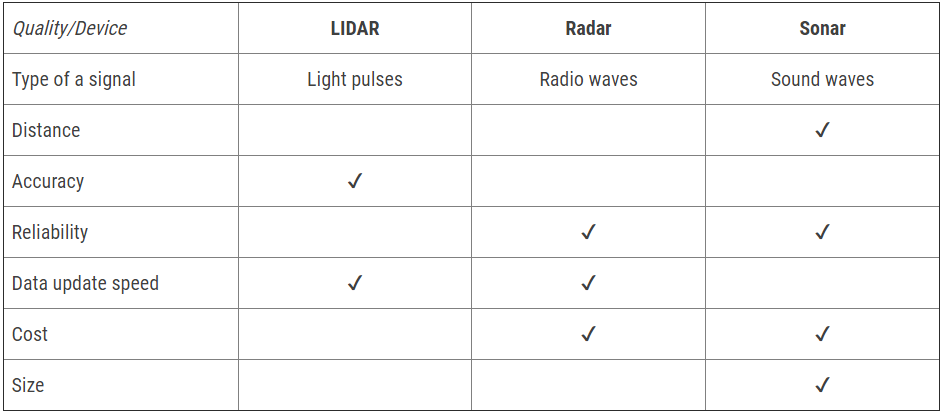 Quality/Device LIDAR Radar Sonar
Type of a signal Light pulses Radio waves Sound waves
Distance ✓
Accuracy ✓
Reliability ✓ ✓
Data update speed ✓ ✓
Cost ✓ ✓
Size ✓